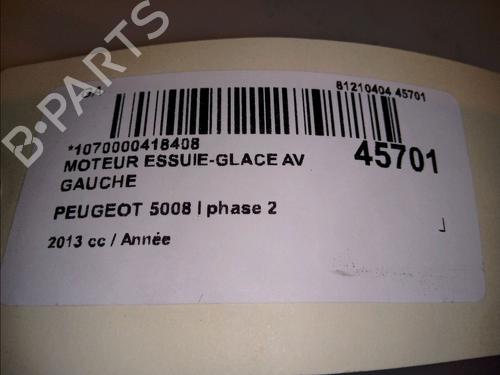 81210404 45701
*1070000418408
45701
MOTEUR ESSUIE-GLACE AV
GAUCHE
PEUGEOT 5008 I phase 2
2013 cc / Année
B-PARTS